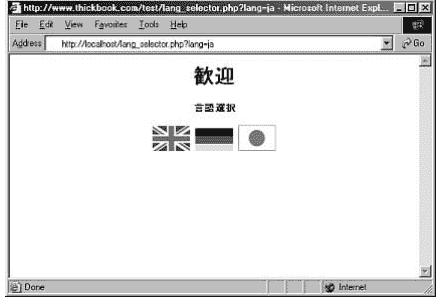 http://www.thickbook.com/test/lang_selector.php?lang=ja - Microsoft Internet Expl...
File Edit View Favorites Tools Help
Address http://localhost/lang_selector.php?lang=ja Go
歓迎
言語選択
Done Internet